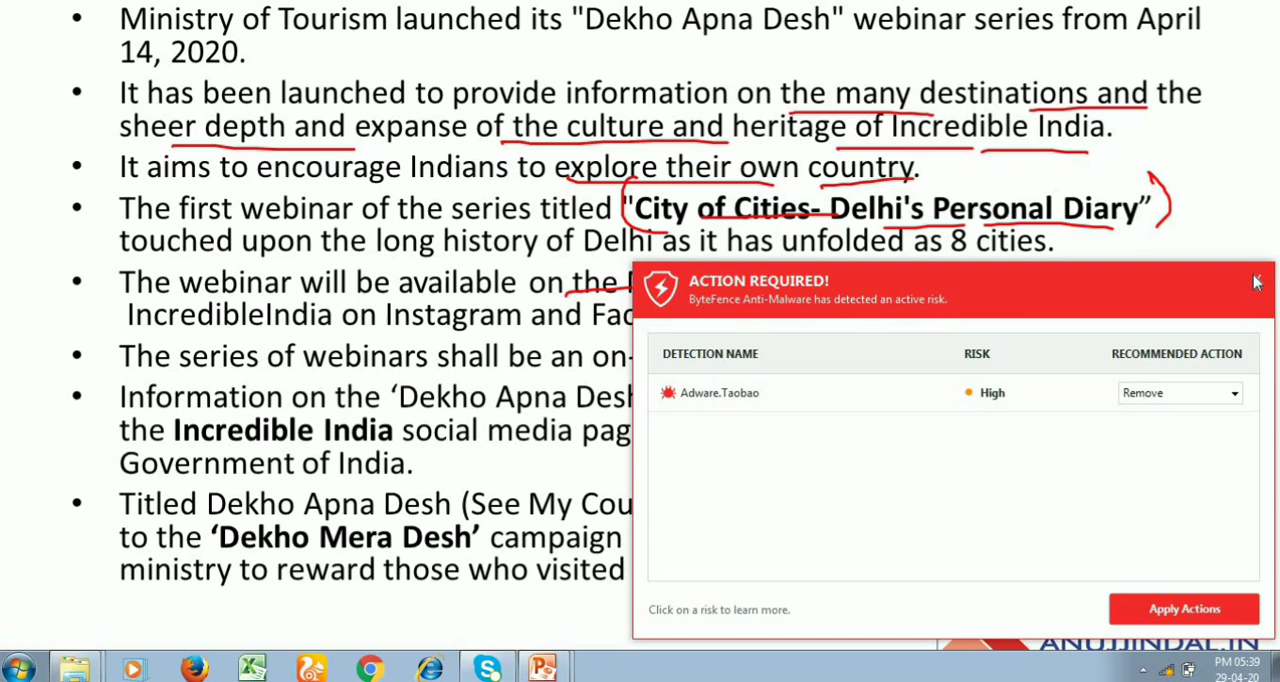 • Ministry of Tourism launched its "Dekho Apna Desh" webinar series from April
14, 2020.
• It has been launched to provide information on the many destinations and the
sheer depth and expanse of the culture and heritage of Incredible India.
• It aims to encourage Indians to explore their own country.
• The first webinar of the series titled "City of Cities- Delhi's Personal Diary”
touched upon the long history of Delhi as it has unfolded as 8 cities.
• The webinar will be available on the
IncredibleIndia on Instagram and
• The series of webinars shall be an on-
• Information on the ‘Dekho Apna Desh
the Incredible India social media
Government of India.
• Titled Dekho Apna Desh (See My
to the ‘Dekho Mera Desh’ campaign
ministry to reward those who visited
ACTION REQUIRED!
ByteFence Anti-Malware has detected an active risk.
DETECTION NAME RISK RECOMMENDED ACTION
Adware.Taobao High Remove
Click on a risk to learn more. Apply Actions
ANUJJINDAL.IN
PM 05:39
29-04-20